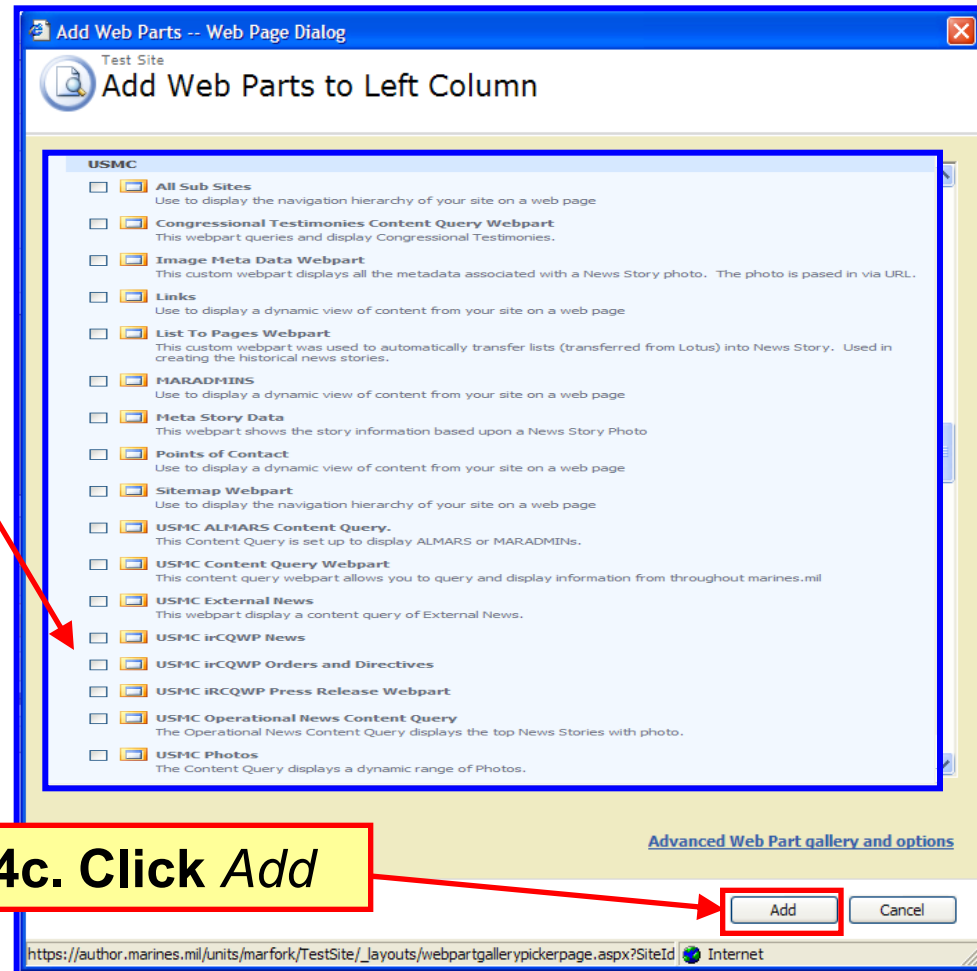 Add Web Parts -- Web Page Dialog
Test Site
Add Web Parts to Left Column
USMC
All Sub Sites
Use to display the navigation hierarchy of your site on a web page
Congressional Testimonies Content Query Webpart
This webpart queries and display Congressional Testimonies.
Image Meta Data Webpart
This custom webpart displays all the metadata associated with a News Story photo. The photo is pased in via URL.
Links
Use to display a dynamic view of content from your site on a web page
List To Pages Webpart
This custom webpart was used to automatically transfer lists (transferred from Lotus) into News Story. Used in
creating the historical news stories.
MARADMINS
Use to display a dynamic view of content from your site on a web page
Meta Story Data
This webpart shows the story information based upon a News Story Photo
Points of Contact
Use to display a dynamic view of content from your site on a web page
Sitemap Webpart
Use to display the navigation hierarchy of your site on a web page
USMC ALMARS Content Query.
This Content Query is set up to display ALMARS or MARADMINs.
USMC Content Query Webpart
This content query webpart allows you to query and display information from throughout marines.mil
USMC External News
This webpart display a content query of External News.
USMC irCQWP News
USMC irCQWP Orders and Directives
USMC iRCQWP Press Release Webpart
USMC Operational News Content Query
The Operational News Content Query displays the top News Stories with photo.
USMC Photos
The Content Query displays a dynamic range of Photos.
Advanced Web Part gallery and options
4c. Click Add
Add Cancel
https://author.marines.mil/units/marfork/TestSite/_layouts/webpartgallerypickerpage.aspx?SiteId Internet